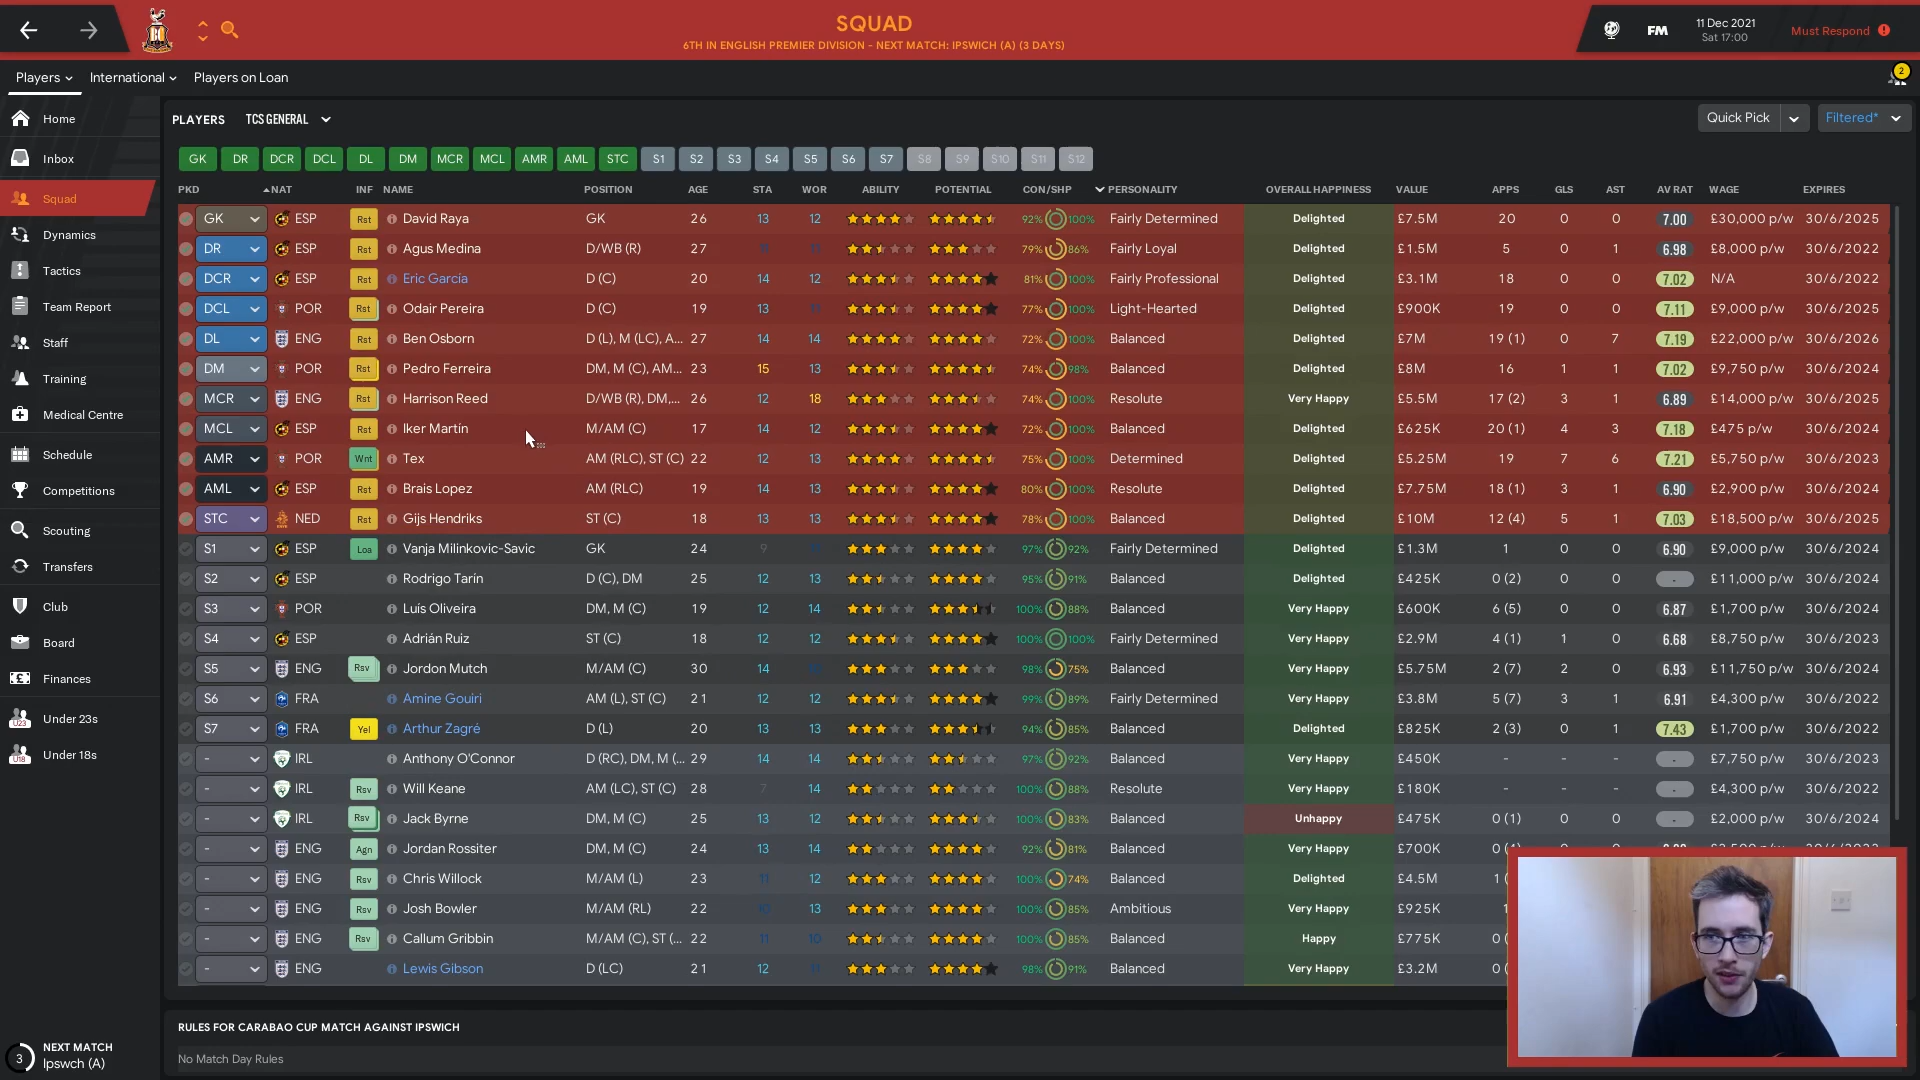 SQUAD
6TH IN ENGLISH PREMIER DIVISION - NEXT MATCH: IPSWICH (A) (3 DAYS)
FM
11 Dec 2021
Sat 17:00
Must Respond
Players International Players on Loan
2
Home
Inbox
Squad
Dynamics
Tactics
Team Report
Staff
Training
Medical Centre
Schedule
Competitions
Scouting
Transfers
Club
Board
Finances
Under 23s
Under 18s
3 NEXT MATCH
Ipswch (A)
PLAYERS TCS GENERAL
Quick Pick Filtered*
GK DR DCR DCL DL DM MCR MCL AMR AML STC S1 S2 S3 S4 S5 S6 S7 S8 S9 S10 S11 S12
PKD NAT INF NAME POSITION AGE STA WOR ABILITY POTENTIAL CON/SHP PERSONALITY OVERALL HAPPINESS VALUE APPS GLS AST AV RAT WAGE EXPIRES
GK ESP Rst David Raya GK 26 13 12 92% 100% Fairly Determined Delighted £7.5M 20 0 0 7.00 £30,000 p/w 30/6/2025
DR ESP Rst Agus Medina D/WB (R) 27 79% 86% Fairly Loyal Delighted £1.5M 5 0 1 6.98 £8,000 p/w 30/6/2022
DCR ESP Rst Eric García D (C) 20 14 12 81% 100% Fairly Professional Delighted £3.1M 18 0 0 7.02 N/A 30/6/2022
DCL POR Rst Odair Pereira D (C) 19 13 77% 100% Light-Hearted Delighted £900K 19 0 0 7.11 £9,000 p/w 30/6/2025
DL ENG Rst Ben Osborn D (L), M (LC), A... 27 14 14 72% 100% Balanced Delighted £7M 19 (1) 0 7 7.19 £22,000 p/w 30/6/2026
DM POR Rst Pedro Ferreira DM, M (C), AM... 23 15 13 74% 98% Balanced Delighted £8M 16 1 1 7.02 £9,750 p/w 30/6/2024
MCR ENG Rst Harrison Reed D/WB (R), DM,... 26 12 18 74% 100% Resolute Very Happy £5.5M 17 (2) 3 1 6.89 £14,000 p/w 30/6/2025
MCL ESP Rst Iker Martín M/AM (C) 17 14 12 72% 100% Balanced Delighted £625K 20 (1) 4 3 7.18 £475 p/w 30/6/2024
AMR POR Wnt Tex AM (RLC), ST (C) 22 12 13 75% 100% Determined Delighted £5.25M 19 7 6 7.21 £5,750 p/w 30/6/2023
AML ESP Rst Brais Lopez AM (RLC) 19 14 13 80% 100% Resolute Delighted £7.75M 18 (1) 3 1 6.90 £2,900 p/w 30/6/2024
STC NED Rst Gijs Hendriks ST (C) 18 13 13 78% 100% Balanced Delighted £10M 12 (4) 5 1 7.03 £18,500 p/w 30/6/2025
S1 ESP Loa Vanja Milinkovic-Savic GK 24 9 97% 92% Fairly Determined Delighted £1.3M 1 0 0 6.90 £9,000 p/w 30/6/2024
S2 ESP Rodrigo Tarín D (C), DM 25 12 13 95% 91% Balanced Delighted £425K 0 (2) 0 0 - £11,000 p/w 30/6/2024
S3 POR Luís Oliveira DM, M (C) 19 12 14 100% 88% Balanced Very Happy £600K 6 (5) 0 0 6.87 £1,700 p/w 30/6/2024
S4 ESP Adrián Ruiz ST (C) 18 12 12 100% 100% Fairly Determined Very Happy £2.9M 4 (1) 1 0 6.68 £8,750 p/w 30/6/2023
S5 ENG Rsv Jordon Mutch M/AM (C) 30 14 98% 75% Balanced Very Happy £5.75M 2 (7) 2 0 6.93 £11,750 p/w 30/6/2024
S6 FRA Amine Gouiri AM (L), ST (C) 21 12 12 99% 89% Fairly Determined Very Happy £3.8M 5 (7) 3 1 6.91 £4,300 p/w 30/6/2022
S7 FRA Yel Arthur Zagré D (L) 20 13 13 94% 85% Balanced Delighted £825K 2 (3) 0 1 7.43 £1,700 p/w 30/6/2022
- IRL Anthony O'Connor D (RC), DM, M (... 29 14 14 97% 92% Balanced Very Happy £450K - - - - £7,750 p/w 30/6/2023
- IRL Rsv Will Keane AM (LC), ST (C) 28 7 14 100% 88% Resolute Very Happy £180K - - - - £4,300 p/w 30/6/2022
- IRL Rsv Jack Byrne DM, M (C) 25 13 12 100% 83% Balanced Unhappy £475K 0 (1) 0 0 - £2,000 p/w 30/6/2024
- ENG Agn Jordan Rossiter DM, M (C) 24 13 14 92% 81% Balanced Very Happy £700K
- ENG Rsv Chris Willock M/AM (L) 23 11 12 100% 74% Balanced Delighted £4.5M
- ENG Rsv Josh Bowler M/AM (RL) 22 13 100% 85% Ambitious Very Happy £925K
- ENG Rsv Callum Gribbin M/AM (C), ST (... 22 11 10 100% 85% Balanced Happy £775K
- ENG Lewis Gibson D (LC) 21 12 98% 91% Balanced Very Happy £3.2M
RULES FOR CARABAO CUP MATCH AGAINST IPSWICH
No Match Day Rules